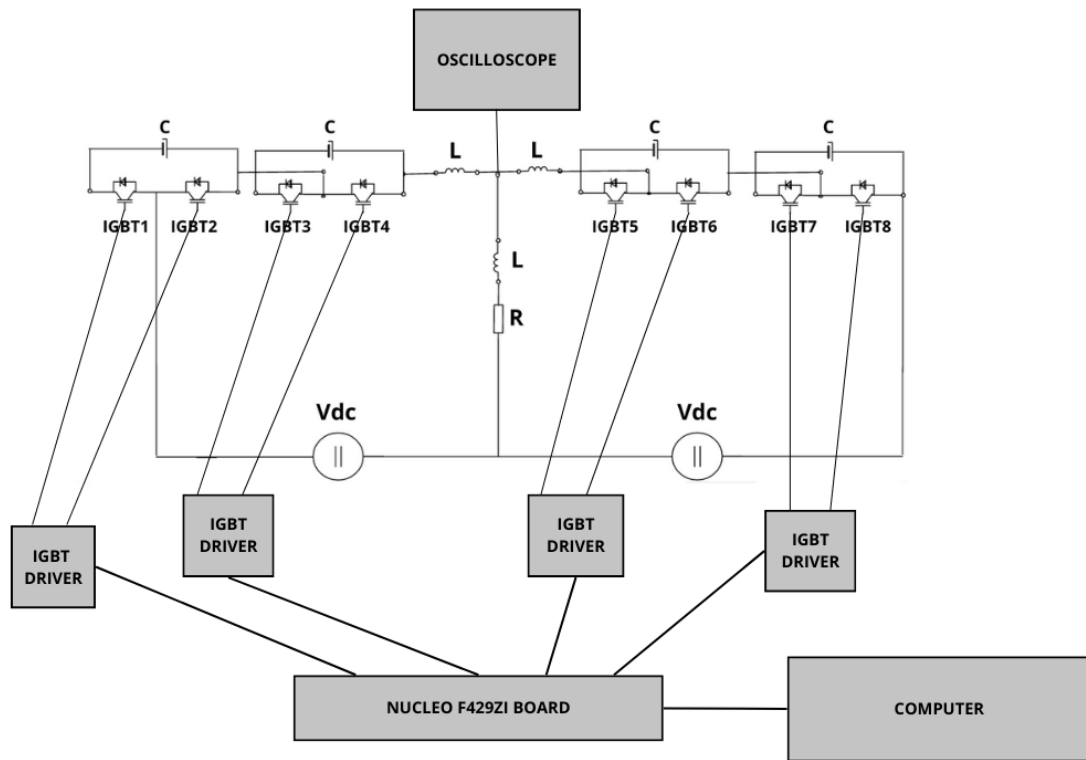 OSCILLOSCOPE
C
C
L
L
C
C
IGBT1
IGBT2
IGBT3
IGBT4
IGBT5
IGBT6
IGBT7
IGBT8
L
R
Vdc
Vdc
IGBT
DRIVER
IGBT
DRIVER
IGBT
DRIVER
IGBT
DRIVER
NUCLEO F429ZI BOARD
COMPUTER